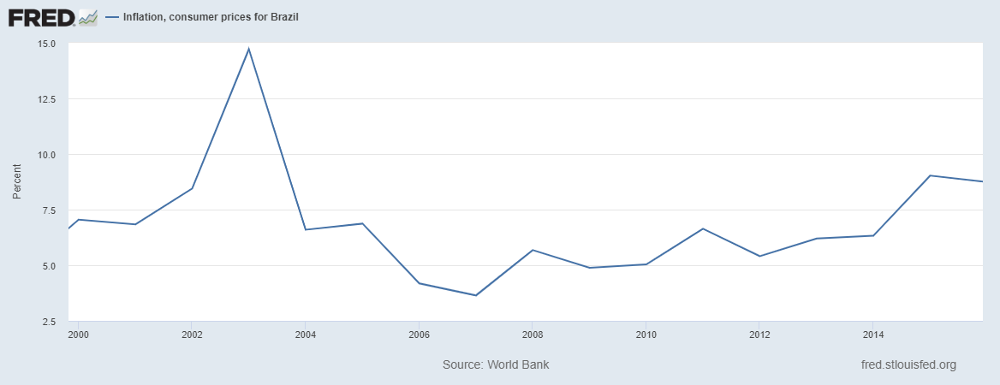 FRED
Inflation, consumer prices for Brazil
15.0
12.5
10.0
7.5
5.0
2.5
Percent
2000 2002 2004 2006 2008 2010 2012 2014
Source: World Bank
fred.stlouisfed.org